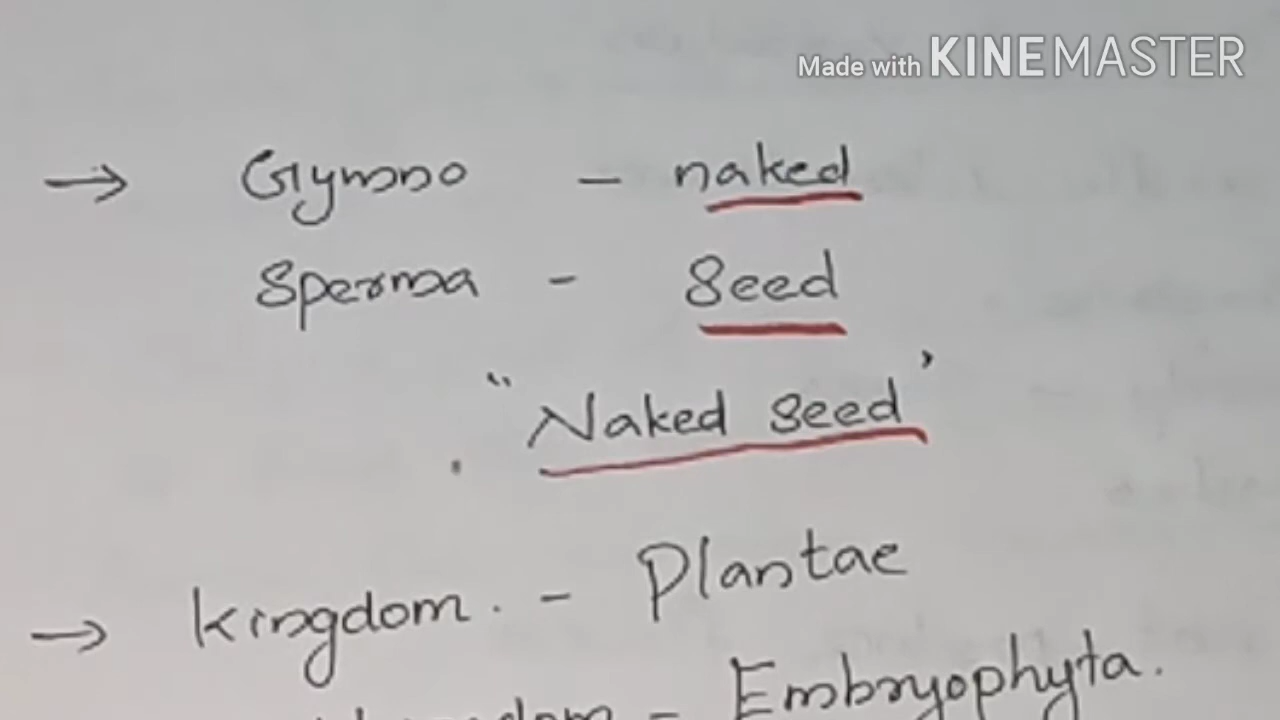 Made with KINEMASTER
→ Gymno - naked
Sperma - Seed
"Naked seed"
→ Kingdom. - Plantae
- Embryophyta.